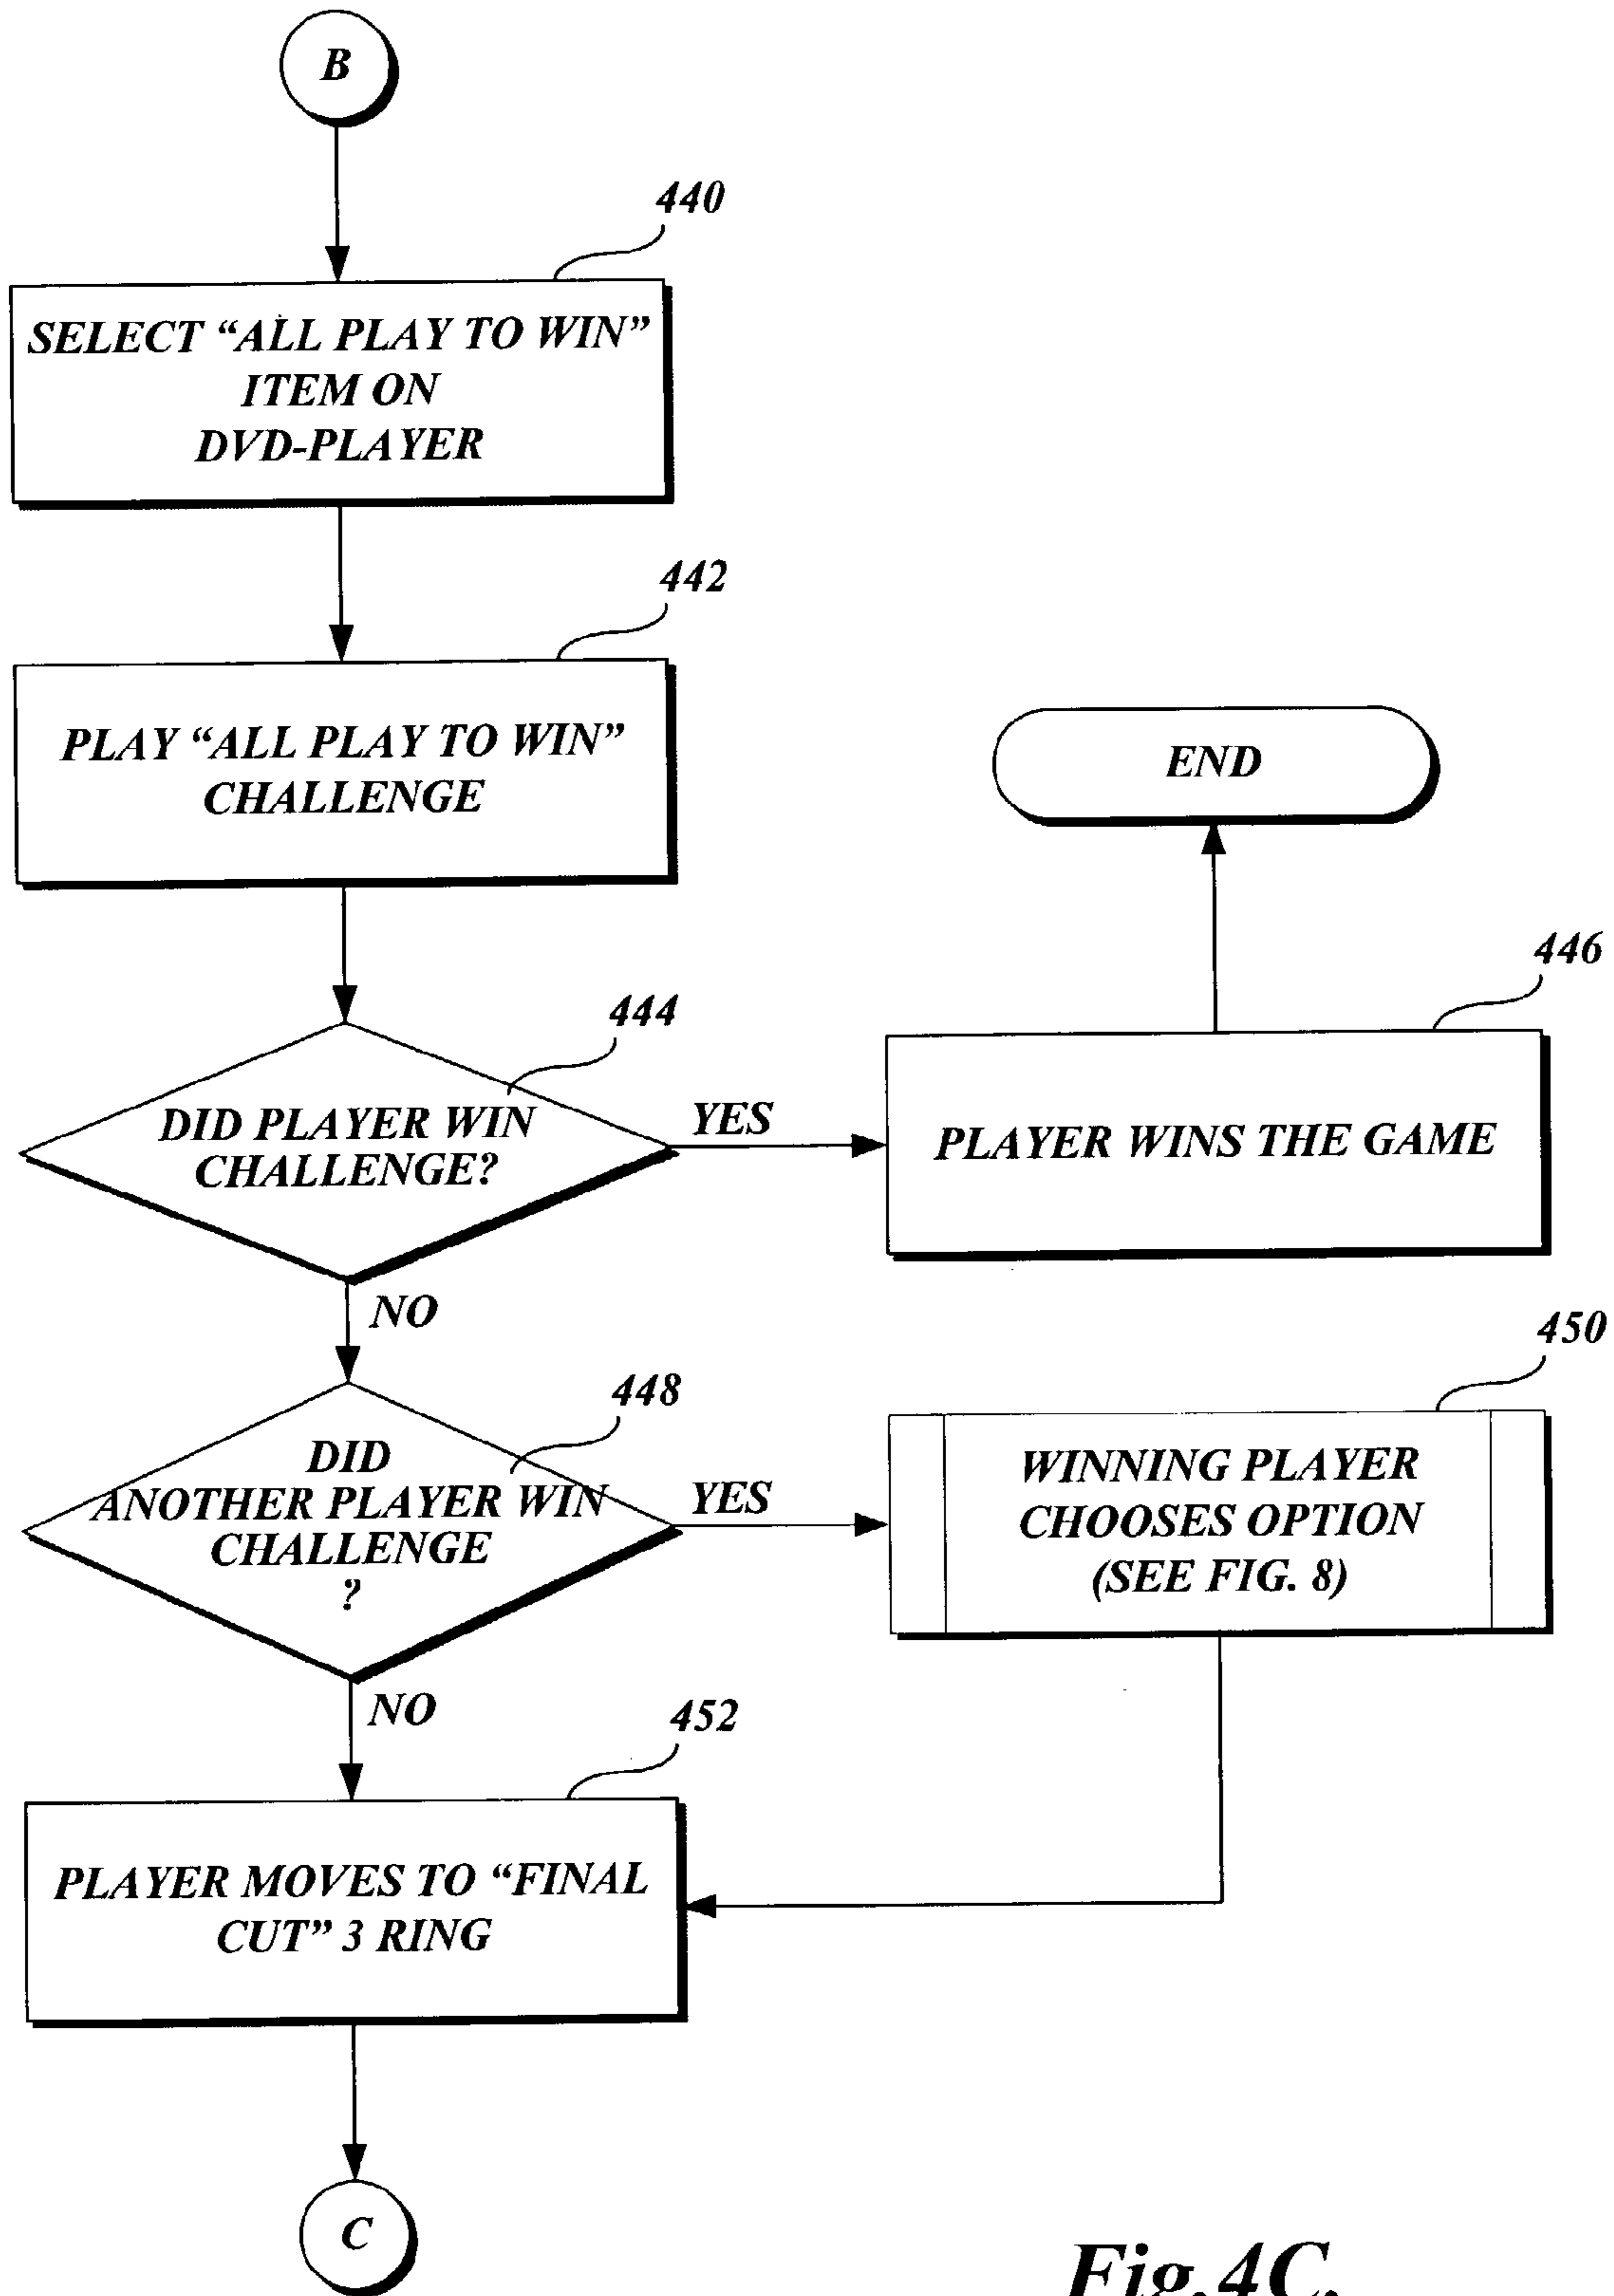 B
440
SELECT “ALL PLAY TO WIN”
ITEM ON
DVD-PLAYER
442
PLAY “ALL PLAY TO WIN”
CHALLENGE
END
446
444
DID PLAYER WIN
CHALLENGE?
YES
PLAYER WINS THE GAME
NO
450
448
DID
ANOTHER PLAYER WIN
CHALLENGE
?
YES
WINNING PLAYER
CHOOSES OPTION
(SEE FIG. 8)
NO
452
PLAYER MOVES TO “FINAL
CUT” 3 RING
C
Fig.4C.